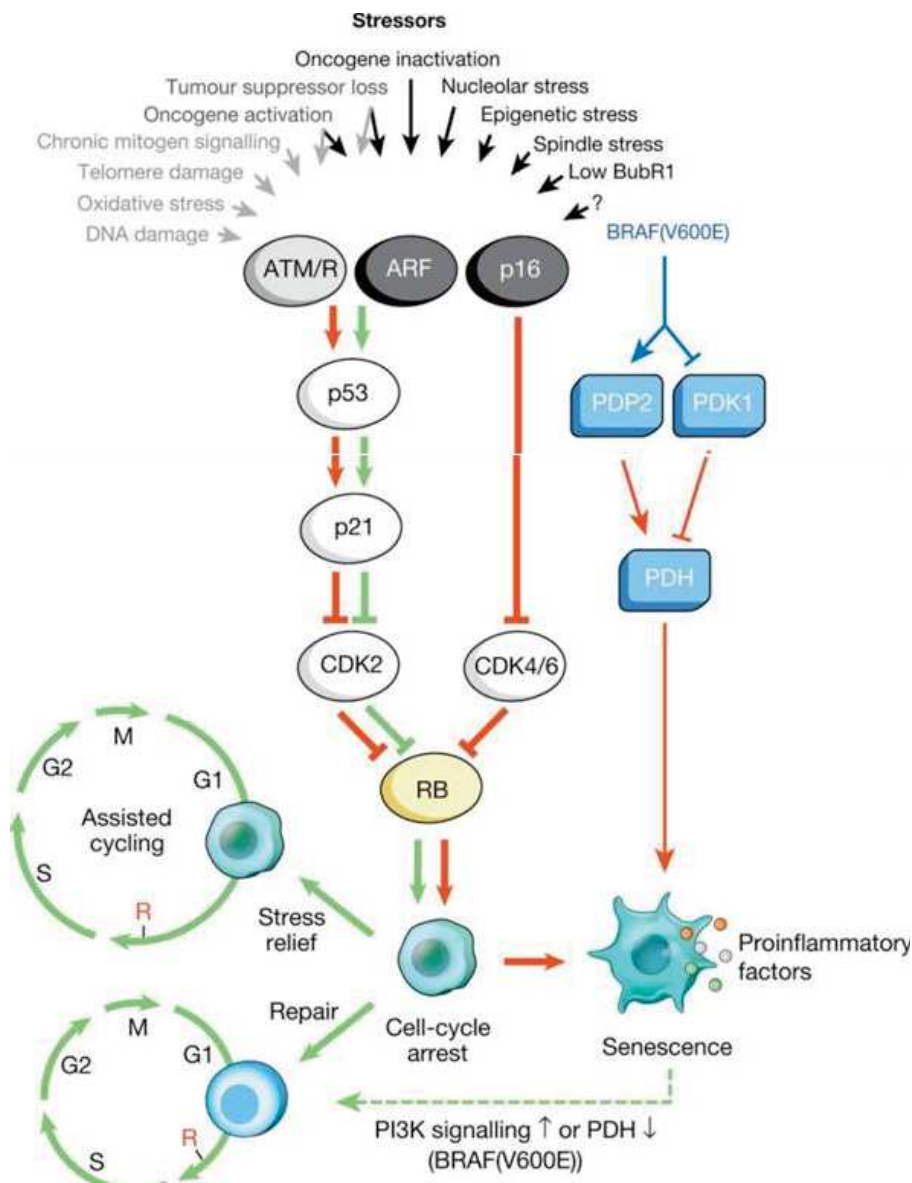 Stressors
Oncogene inactivation
Tumour suppressor loss
Nucleolar stress
Oncogene activation
Epigenetic stress
Chronic mitogen signalling
Spindle stress
Telomere damage
Low BubR1
Oxidative stress
?
DNA damage
BRAF(V600E)
ATM/R
ARF
p16
p53
PDP2
PDK1
p21
PDH
CDK2
CDK4/6
M
G2
G1
RB
Assisted
cycling
S
R
Stress
relief
Proinflammatory
factors
Repair
Cell-cycle
arrest
Senescence
M
G2
G1
S
R
PI3K signalling ↑ or PDH ↓
(BRAF(V600E))